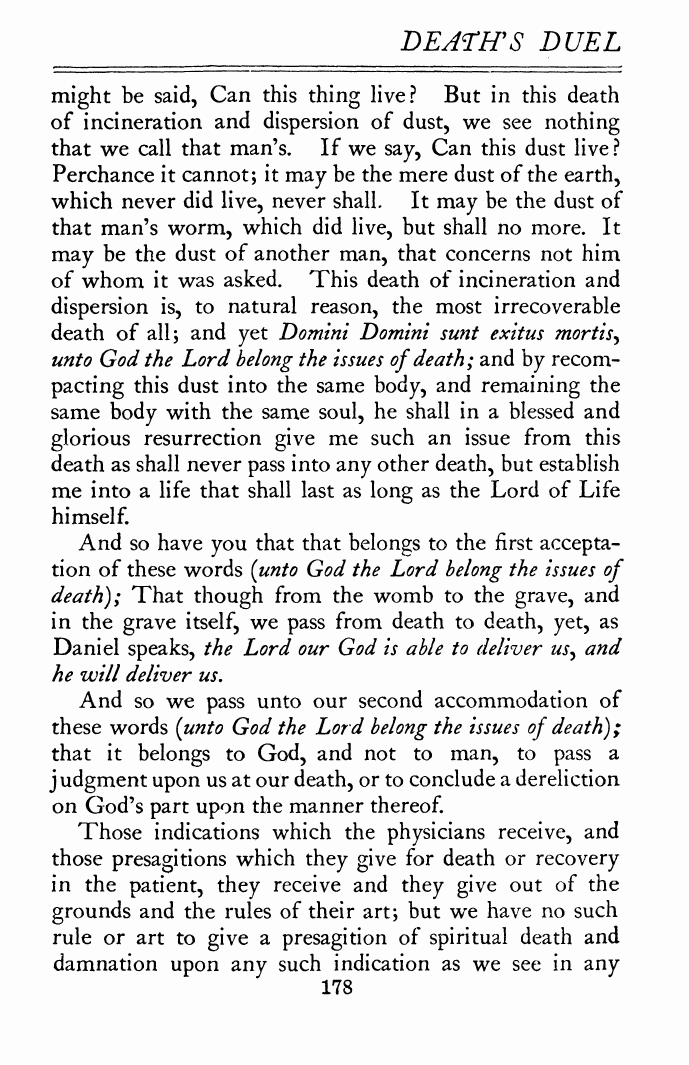 DEATH'S DUEL
might be said, Can this thing live? But in this death
of incineration and dispersion of dust, we see nothing
that we call that man's. If we say, Can this dust live?
Perchance it cannot; it may be the mere dust of the earth,
which never did live, never shall. It may be the dust of
that man's worm, which did live, but shall no more. It
may be the dust of another man, that concerns not him
of whom it was asked. This death of incineration and
dispersion is, to natural reason, the most irrecoverable
death of all; and yet Domini Domini sunt exitus mortis,
unto God the Lord belong the issues of death; and by recom-
pacting this dust into the same body, and remaining the
same body with the same soul, he shall in a blessed and
glorious resurrection give me such an issue from this
death as shall never pass into any other death, but establish
me into a life that shall last as long as the Lord of Life
himself.
And so have you that that belongs to the first accepta-
tion of these words (unto God the Lord belong the issues of
death); That though from the womb to the grave, and
in the grave itself, we pass from death to death, yet, as
Daniel speaks, the Lord our God is able to deliver us, and
he will deliver us.
And so we pass unto our second accommodation of
these words (unto God the Lord belong the issues of death);
that it belongs to God, and not to man, to pass a
judgment upon us at our death, or to conclude a dereliction
on God's part upon the manner thereof.
Those indications which the physicians receive, and
those presagitions which they give for death or recovery
in the patient, they receive and they give out of the
grounds and the rules of their art; but we have no such
rule or art to give a presagition of spiritual death and
damnation upon any such indication as we see in any
178